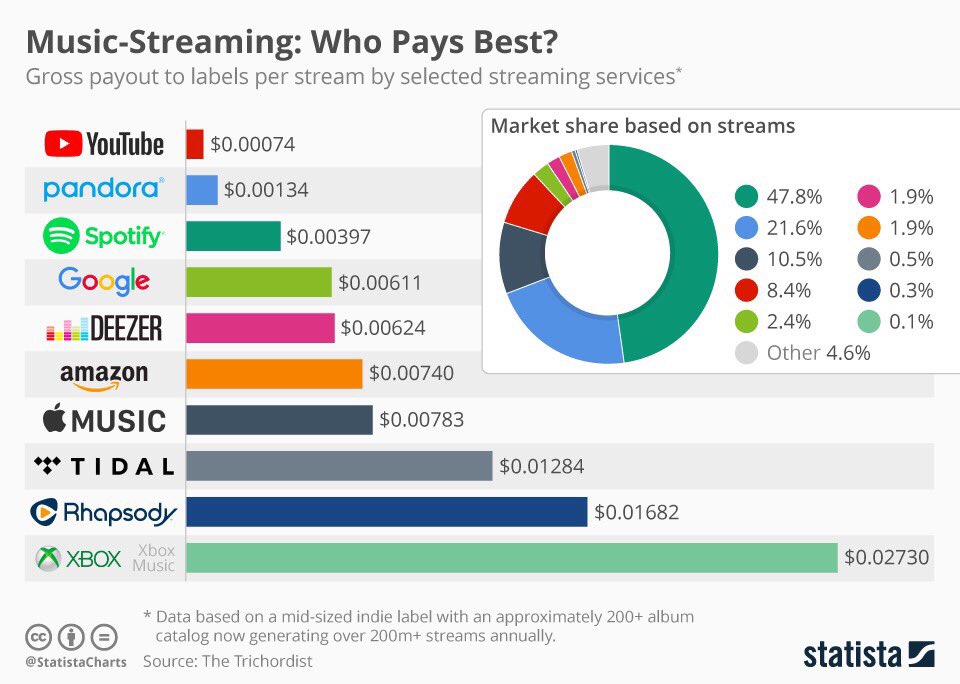 Music-Streaming: Who Pays Best?
Gross payout to labels per stream by selected streaming services*
YouTube $0.00074
pandora® $0.00134
Spotify® $0.00397
Google $0.00611
DEEZER $0.00624
amazon $0.00740
MUSIC $0.00783
TIDAL $0.01284
Rhapsody $0.01682
XBOX Xbox Music $0.02730
Market share based on streams
47.8% 1.9%
21.6% 1.9%
10.5% 0.5%
8.4% 0.3%
2.4% 0.1%
Other 4.6%
* Data based on a mid-sized indie label with an approximately 200+ album
catalog now generating over 200m+ streams annually.
cc
@StatistaCharts Source: The Trichordist
statista